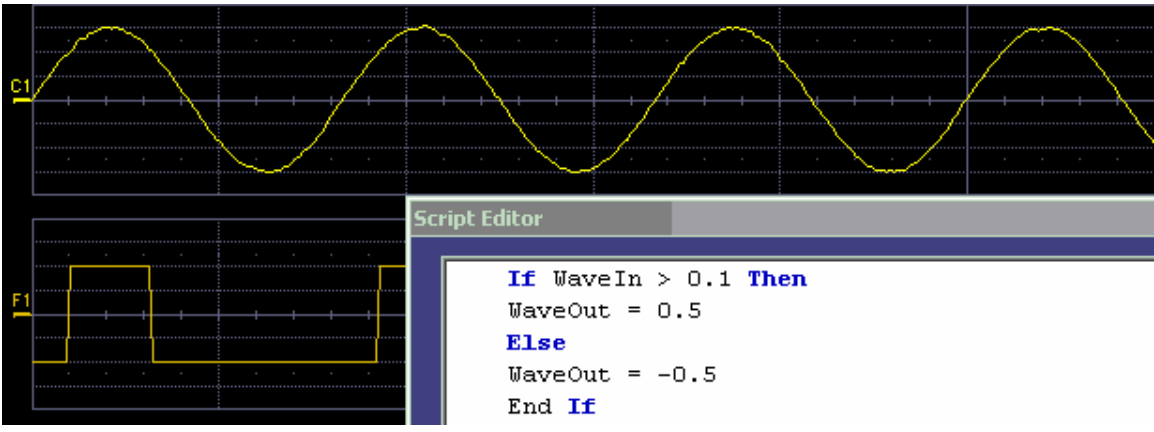 C1
F1
Script Editor
If WaveIn > 0.1 Then
WaveOut = 0.5
Else
WaveOut = -0.5
End If